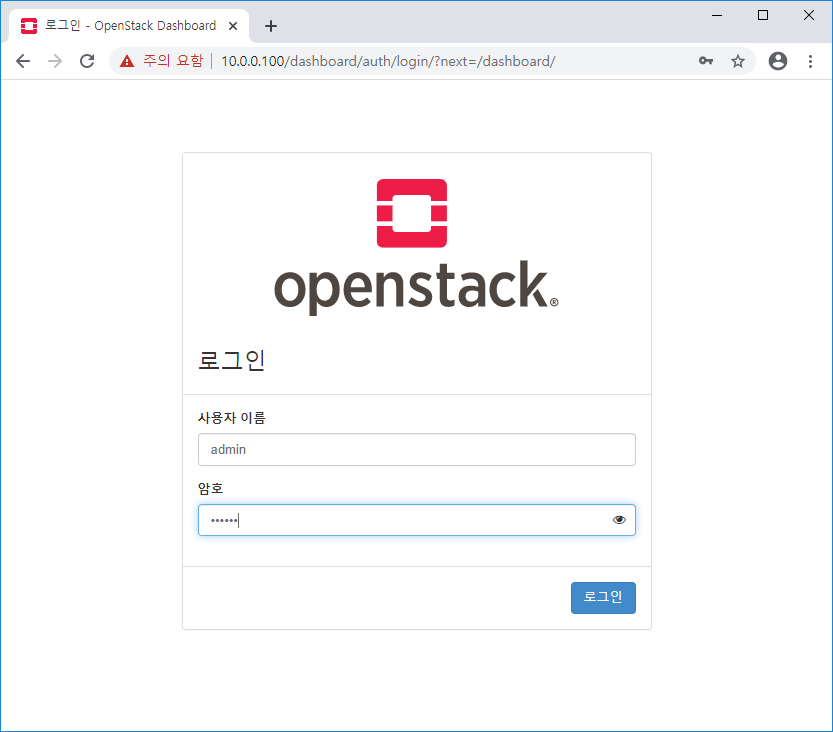 로그인 - OpenStack Dashboard
주의 요함 | 10.0.0.100/dashboard/auth/login/?next=/dashboard/
openstack.®
로그인
사용자 이름
admin
암호
••••••
로그인